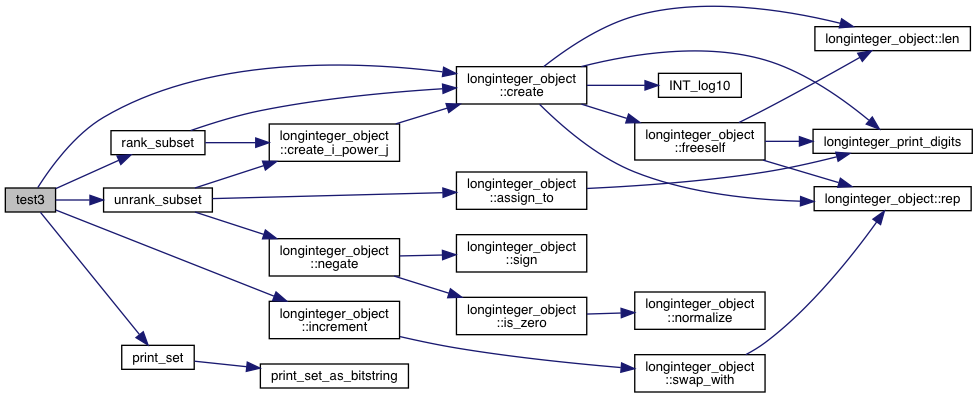 test3
rank_subset
unrank_subset
print_set
longinteger_object
::create_i_power_j
longinteger_object
::negate
longinteger_object
::increment
print_set_as_bitstring
longinteger_object
::create
longinteger_object
::assign_to
longinteger_object
::sign
longinteger_object
::is_zero
INT_log10
longinteger_object
::freeself
longinteger_object
::normalize
longinteger_object
::swap_with
longinteger_object::len
longinteger_print_digits
longinteger_object::rep